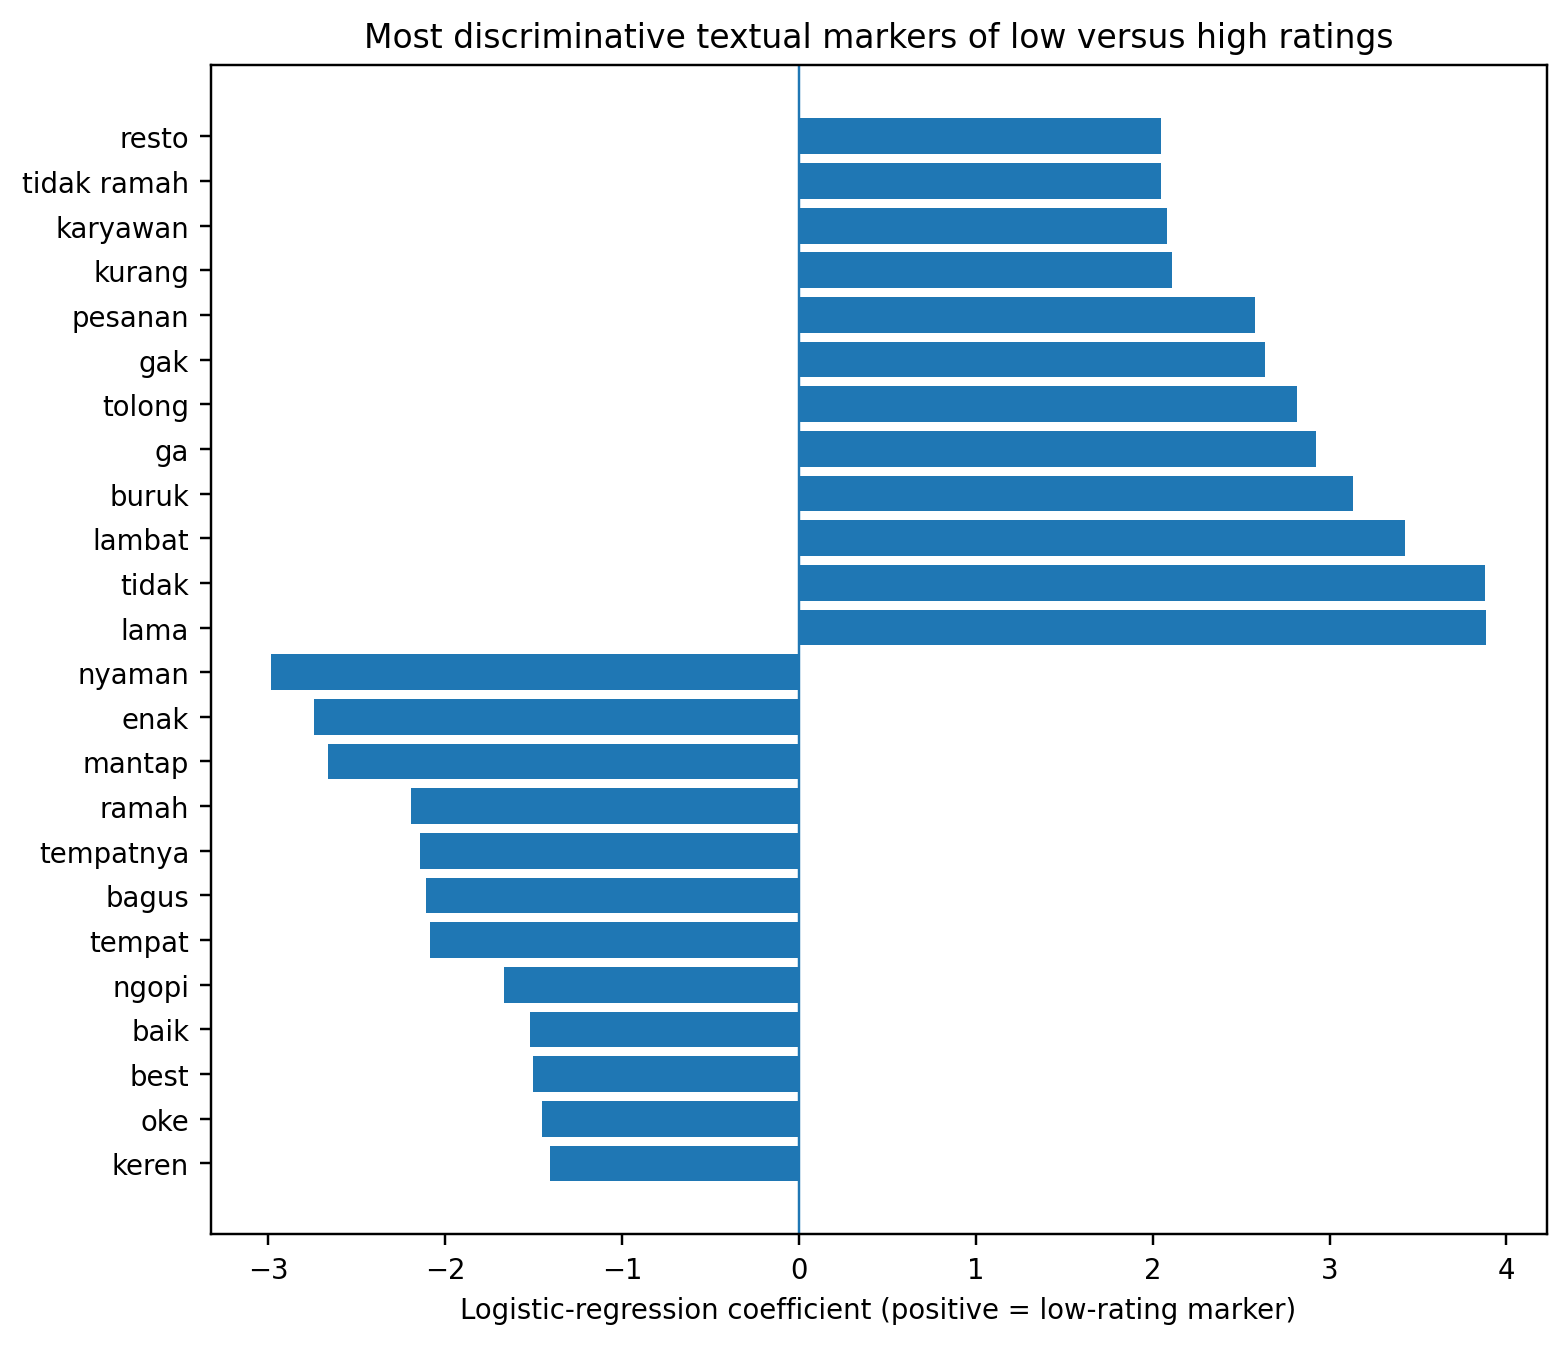 Most discriminative textual markers of low versus high ratings
resto
tidak ramah
karyawan
kurang
pesanan
gak
tolong
ga
buruk
lambat
tidak
lama
nyaman
enak
mantap
ramah
tempatnya
bagus
tempat
ngopi
baik
best
oke
keren
−3 −2 −1 0 1 2 3 4
Logistic-regression coefficient (positive = low-rating marker)